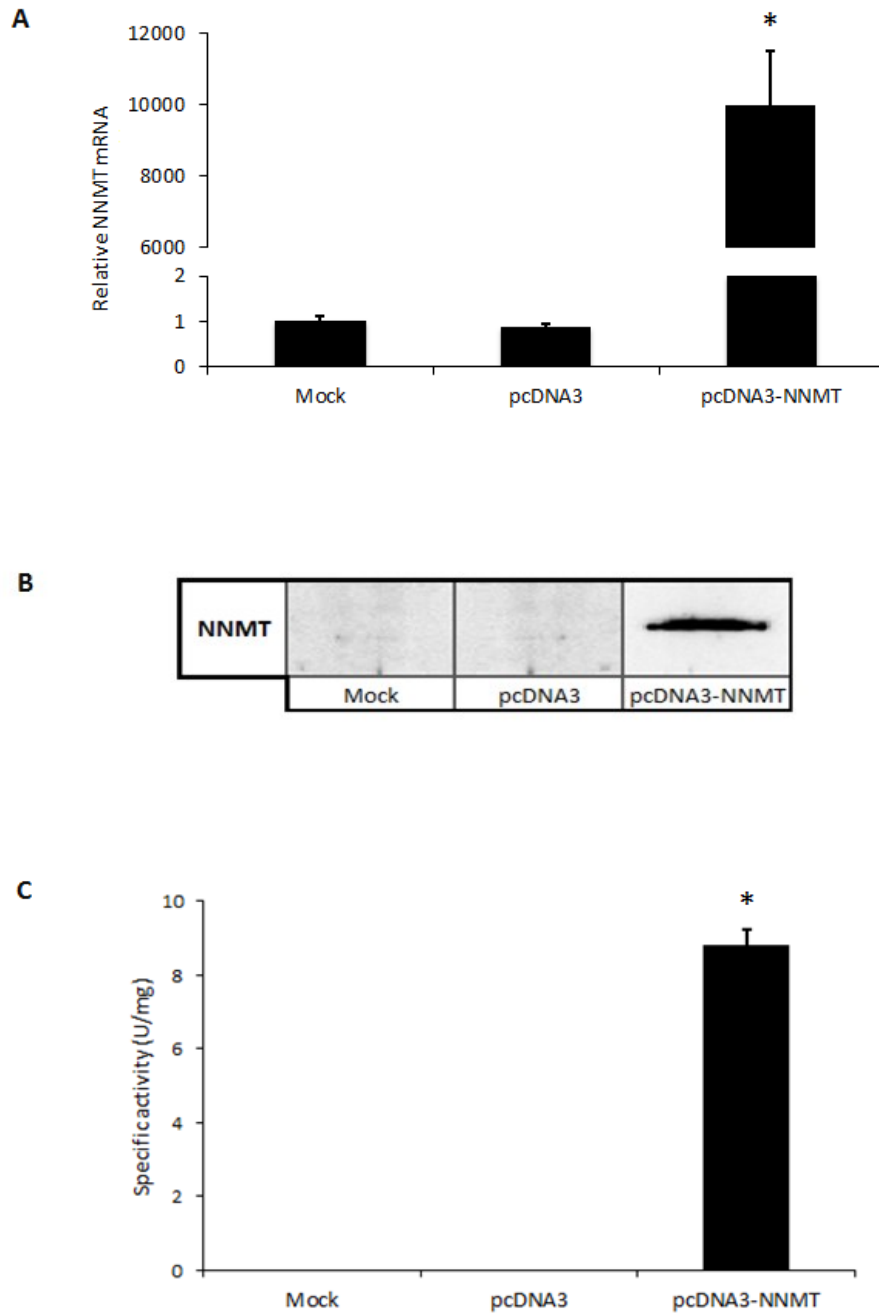 A
*
12000
10000
8000
6000
2
1
0
Relative NNMT mRNA
Mock pcDNA3 pcDNA3-NNMT
B
NNMT
Mock pcDNA3 pcDNA3-NNMT
C
*
10
8
6
4
2
0
Specific activity (U/mg)
Mock pcDNA3 pcDNA3-NNMT